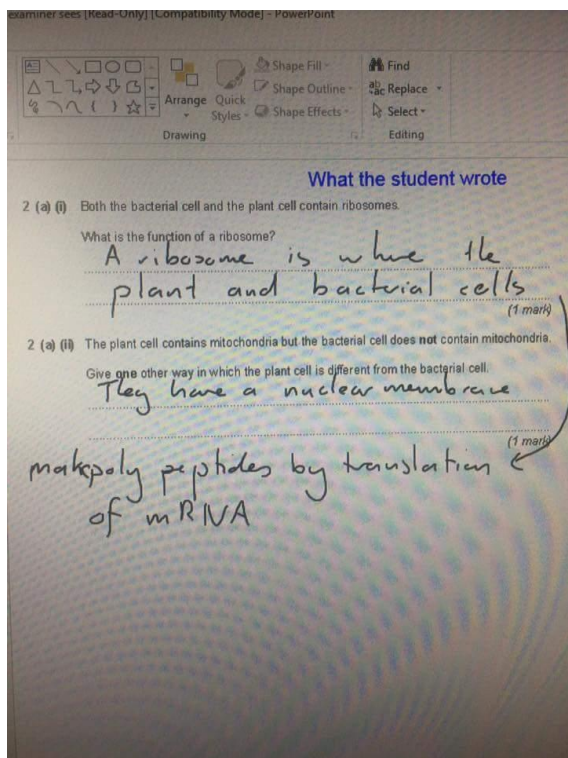 examiner sees [Read-Only] [Compatibility Mode] - PowerPoint
Shape Fill
Find
Shape Outline
Replace
Arrange Quick
Styles
Shape Effects
Select
Drawing
Editing
What the student wrote
2 (a) (i) Both the bacterial cell and the plant cell contain ribosomes.
What is the function of a ribosome?
A ribosome is where the
plant and bacterial cells
(1 mark)
2 (a) (ii) The plant cell contains mitochondria but the bacterial cell does not contain mitochondria.
Give one other way in which the plant cell is different from the bacterial cell.
They have a nuclear membrane
(1 mark)
make polypeptides by translation
of mRNA